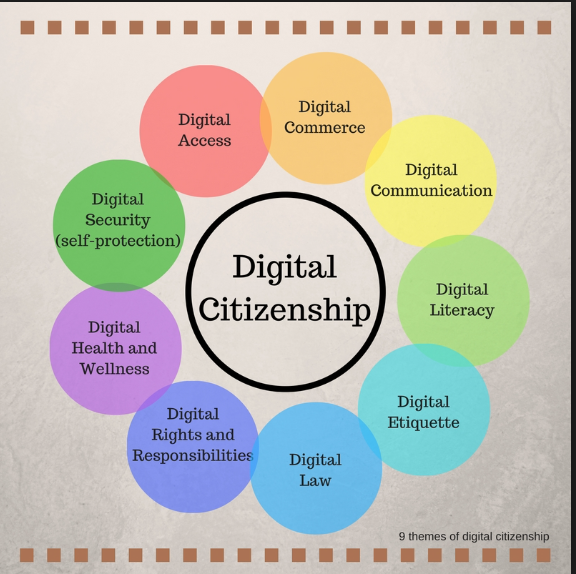 Digital
Citizenship
Digital
Access
Digital
Commerce
Digital
Communication
Digital
Literacy
Digital
Etiquette
Digital
Law
Digital
Rights and
Responsibilities
Digital
Health and
Wellness
Digital
Security
(self-protection)
9 themes of digital citizenship